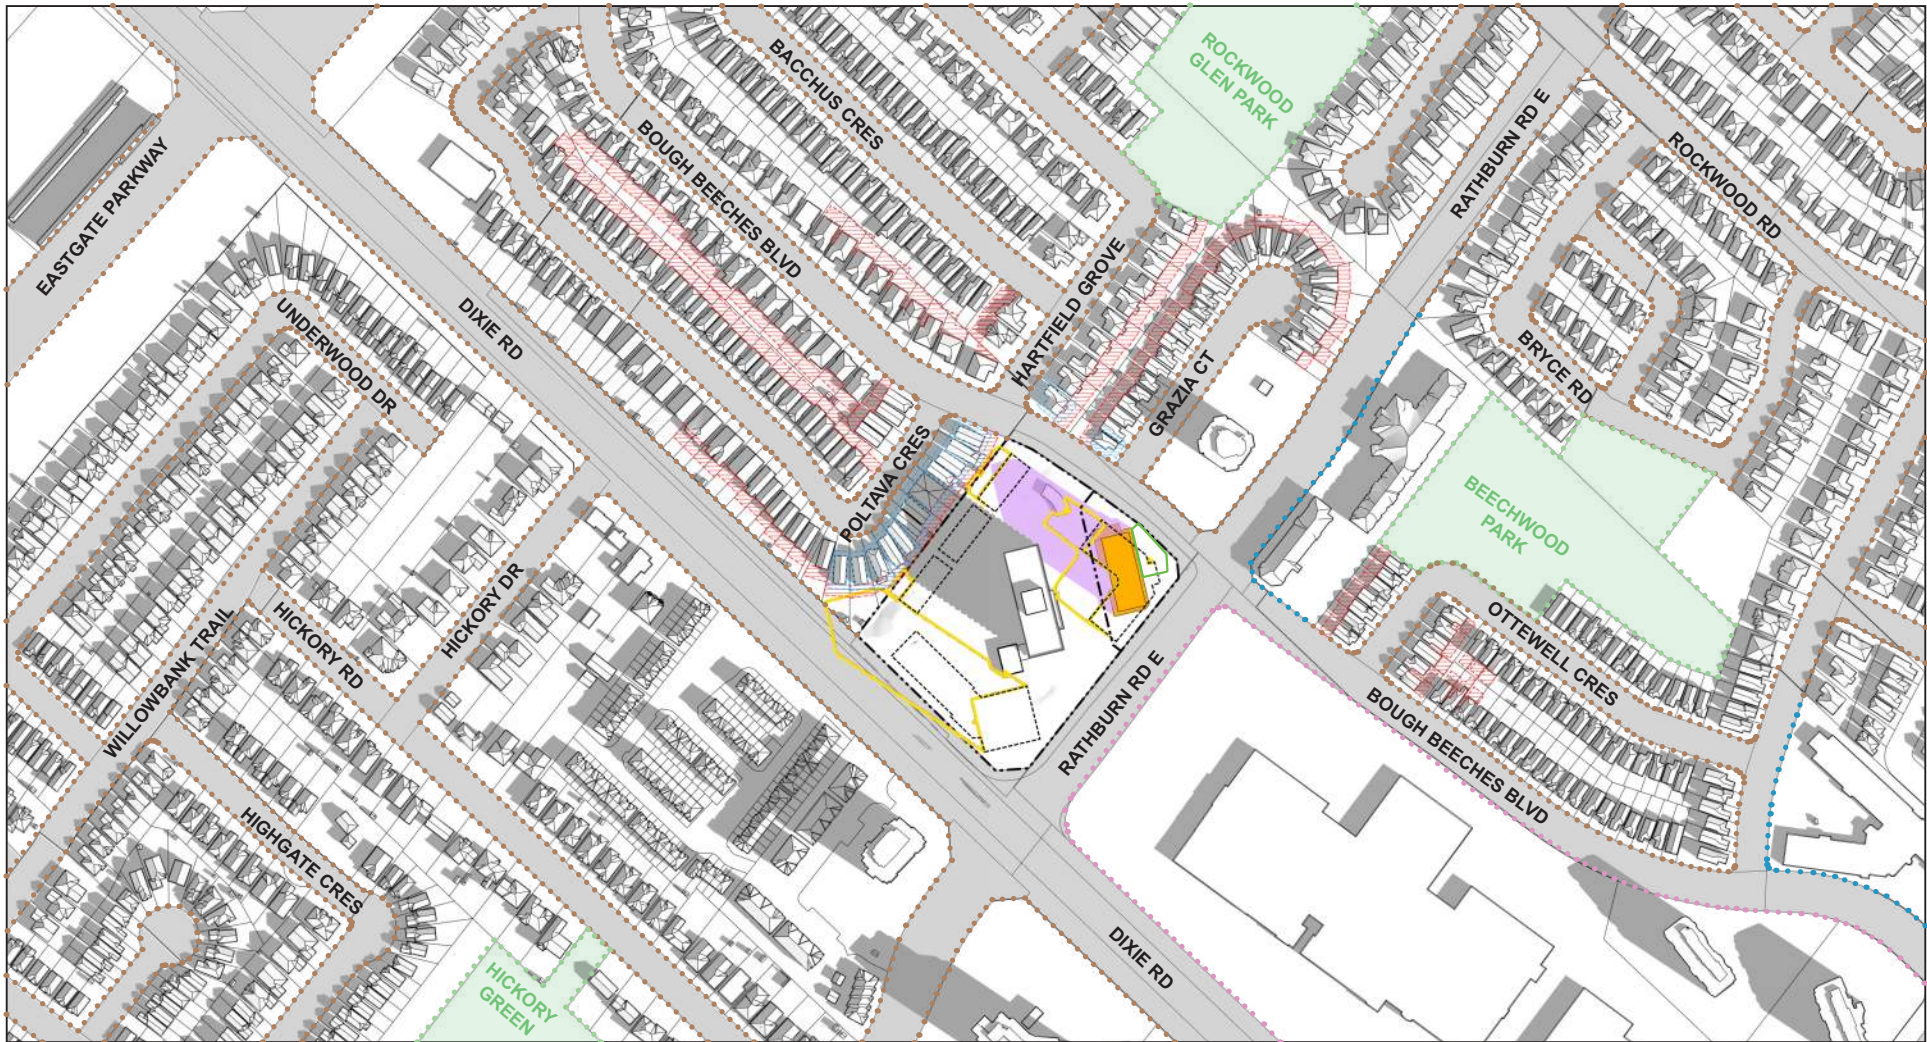 ROCKWOOD
GLEN PARK
BACCHUS CRES
RATHBURN RD E
ROCKWOOD RD
BOUGH BEECHES BLVD
EASTGATE PARKWAY
HARTFIELD GROVE
UNDERWOOD DR
DIXIE RD
GRAZIA CT
BRYCE RD
POLTAVA CRES
BEECHWOOD
PARK
HICKORY DR
OTTEWELL CRES
WILLOWBANK TRAIL
HICKORY RD
RATHBURN RD E
BOUGH BEECHES BLVD
HIGHGATE CRES
DIXIE RD
HICKORY
GREEN